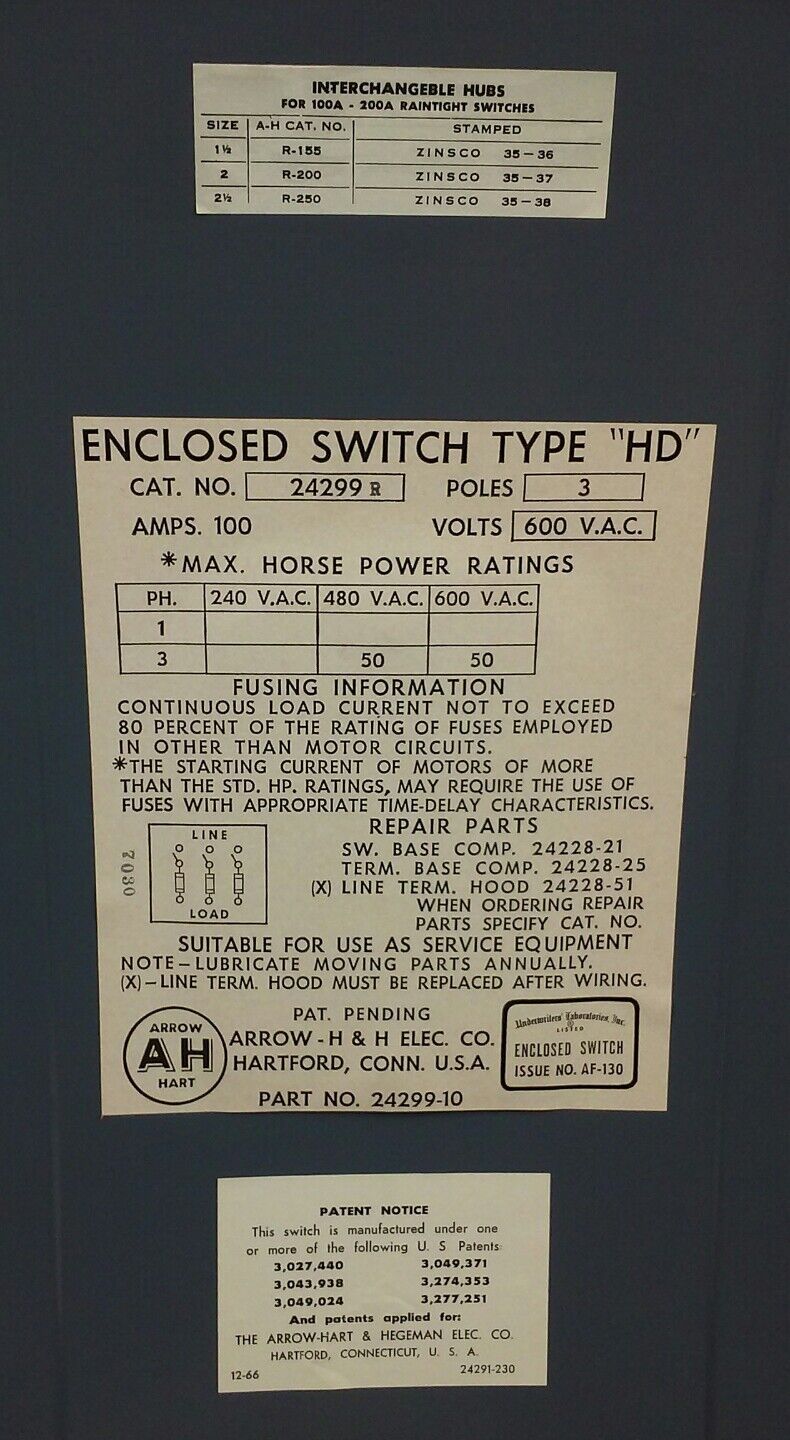 INTERCHANGEBLE HUBS
FOR 100A - 200A RAINTIGHT SWITCHES
SIZE A-H CAT. NO. STAMPED
1½ R-155 ZINSCO 35-36
2 R-200 ZINSCO 35-37
2½ R-250 ZINSCO 35-38
ENCLOSED SWITCH TYPE "HD"
CAT. NO. 24299 R POLES 3
AMPS. 100 VOLTS 600 V.A.C.
*MAX. HORSE POWER RATINGS
PH. 240 V.A.C. 480 V.A.C. 600 V.A.C.
1
3 50 50
FUSING INFORMATION
CONTINUOUS LOAD CURRENT NOT TO EXCEED
80 PERCENT OF THE RATING OF FUSES EMPLOYED
IN OTHER THAN MOTOR CIRCUITS.
*THE STARTING CURRENT OF MOTORS OF MORE
THAN THE STD. HP. RATINGS, MAY REQUIRE THE USE OF
FUSES WITH APPROPRIATE TIME-DELAY CHARACTERISTICS.
7030
LINE
LOAD
REPAIR PARTS
SW. BASE COMP. 24228-21
TERM. BASE COMP. 24228-25
(X) LINE TERM. HOOD 24228-51
WHEN ORDERING REPAIR
PARTS SPECIFY CAT. NO.
SUITABLE FOR USE AS SERVICE EQUIPMENT
NOTE-LUBRICATE MOVING PARTS ANNUALLY.
(X)-LINE TERM. HOOD MUST BE REPLACED AFTER WIRING.
ARROW
AH
HART
PAT. PENDING
ARROW-H & H ELEC. CO.
HARTFORD, CONN. U.S.A.
PART NO. 24299-10
Underwriters' Laboratories, Inc.
LISTED
ENCLOSED SWITCH
ISSUE NO. AF-130
PATENT NOTICE
This switch is manufactured under one
or more of the following U. S Patents:
3,027,440 3,049,371
3,043,938 3,274,353
3,049,024 3,277,251
And patents applied for:
THE ARROW-HART & HEGEMAN ELEC. CO.
HARTFORD, CONNECTICUT, U. S. A.
12-66 24291-230